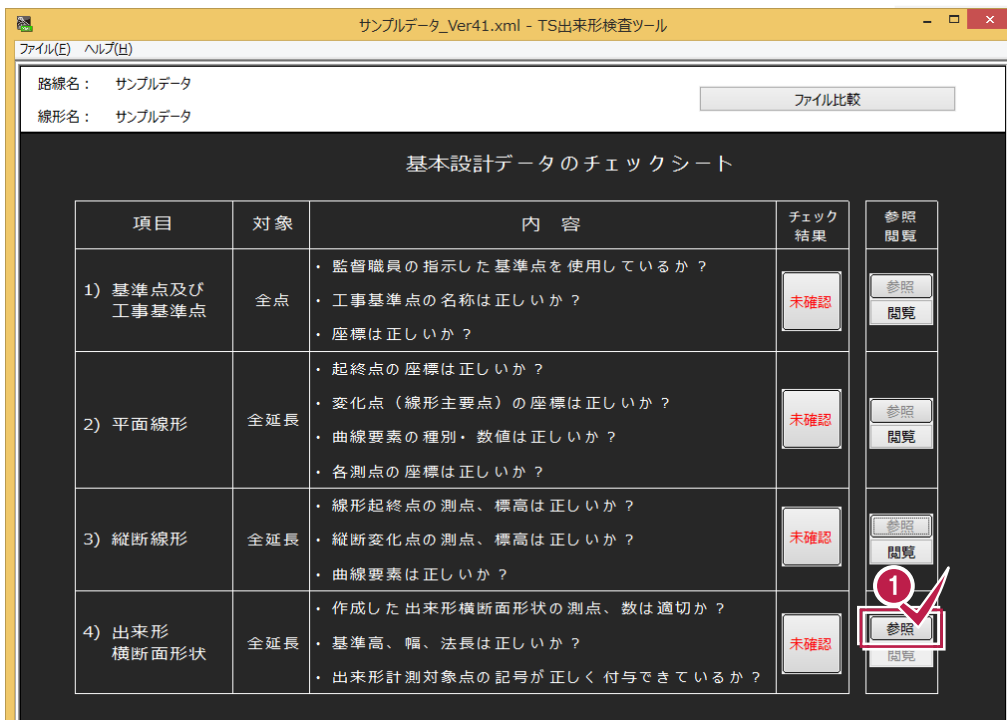 サンプルデータ_Ver41.xml - TS出来形検査ツール
ファイル(F) ヘルプ(H)
路線名： サンプルデータ
ファイル比較
線形名： サンプルデータ
基本設計データのチェックシート
項目 対象 内 容 チェック結果 参照閲覧
1) 基準点及び工事基準点 全点
・ 監督職員の指示した基準点を使用しているか？
・ 工事基準点の名称は正しいか？
・ 座標は正しいか？
未確認
参照
閲覧
2) 平面線形 全延長
・ 起終点の座標は正しいか？
・ 変化点（線形主要点）の座標は正しいか？
・ 曲線要素の種別・数値は正しいか？
・ 各測点の座標は正しいか？
未確認
参照
閲覧
3) 縦断線形 全延長
・ 線形起終点の測点、標高は正しいか？
・ 縦断変化点の測点、標高は正しいか？
・ 曲線要素は正しいか？
未確認
参照
閲覧
4) 出来形横断面形状 全延長
・ 作成した出来形横断面形状の測点、数は適切か？
・ 基準高、幅、法長は正しいか？
・ 出来形計測対象点の記号が正しく付与できているか？
未確認
1
参照
閲覧